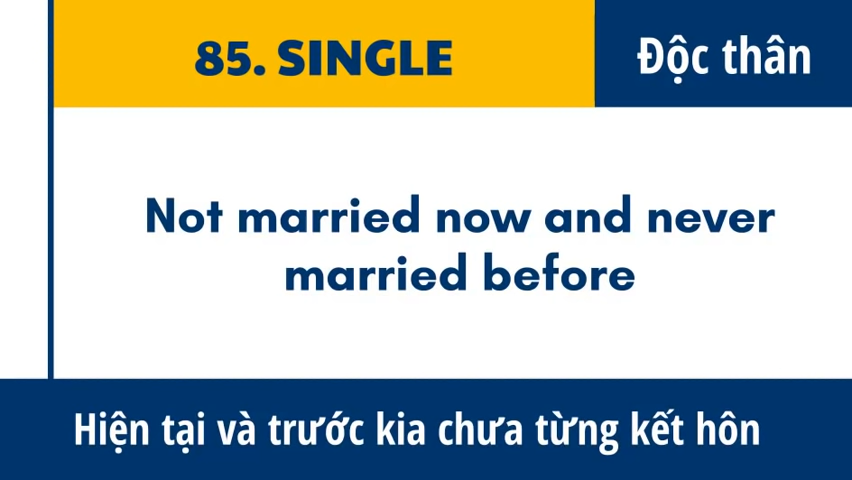 85. SINGLE
Độc thân
Not married now and never
married before
Hiện tại và trước kia chưa từng kết hôn